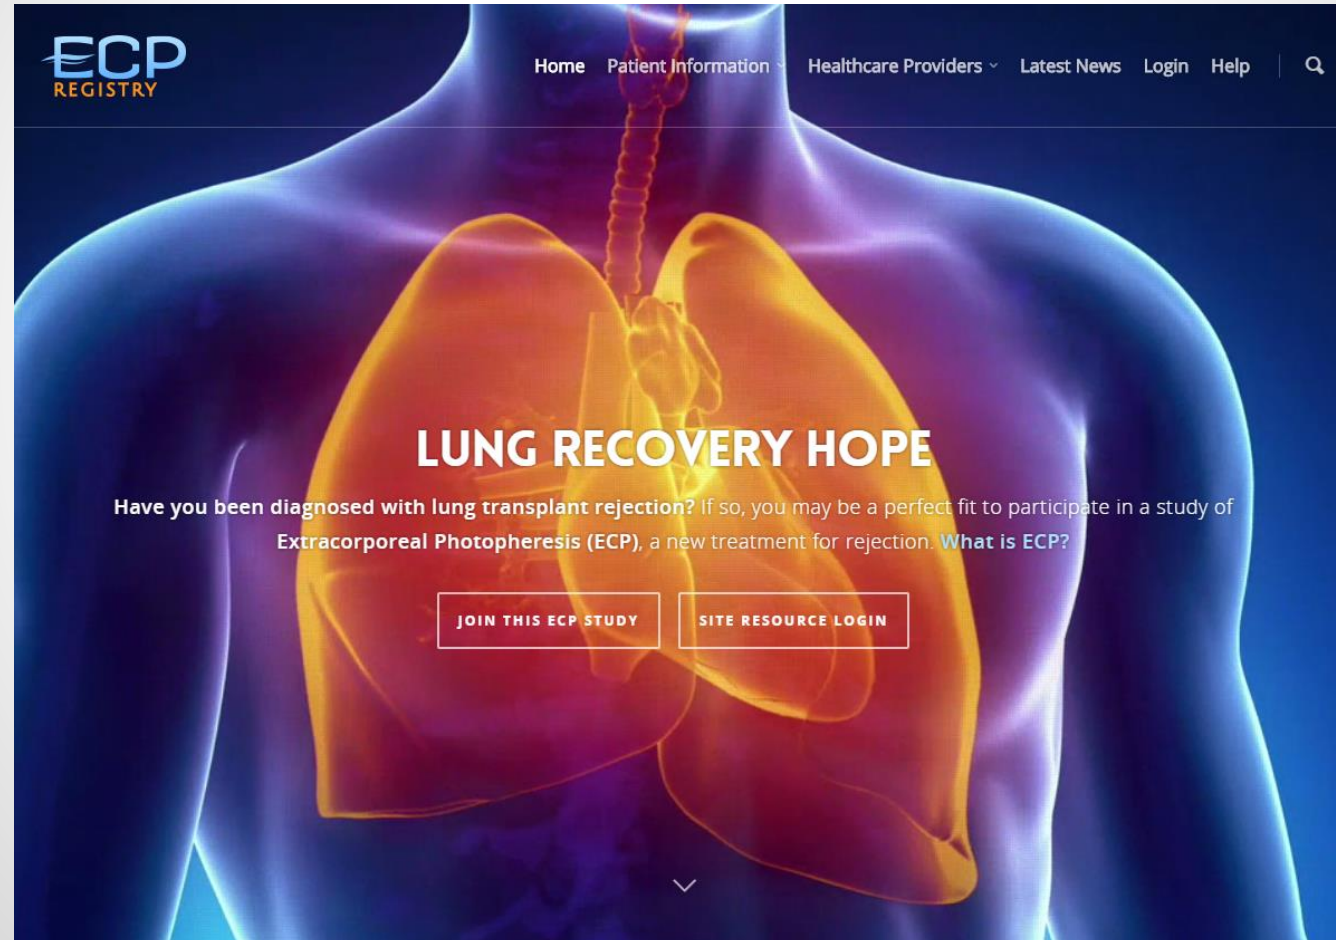 ECP
REGISTRY
Home Patient Information Healthcare Providers Latest News Login Help
LUNG RECOVERY HOPE
Have you been diagnosed with lung transplant rejection? If so, you may be a perfect fit to participate in a study of
Extracorporeal Photopheresis (ECP), a new treatment for rejection. What is ECP?
JOIN THIS ECP STUDY SITE RESOURCE LOGIN